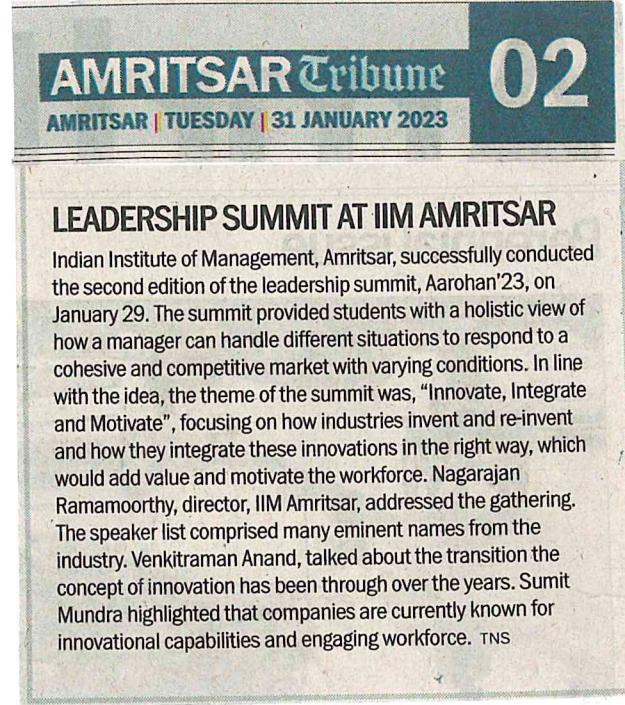 AMRITSAR Tribune 02
AMRITSAR | TUESDAY | 31 JANUARY 2023
LEADERSHIP SUMMIT AT IIM AMRITSAR
Indian Institute of Management, Amritsar, successfully conducted
the second edition of the leadership summit, Aarohan'23, on
January 29. The summit provided students with a holistic view of
how a manager can handle different situations to respond to a
cohesive and competitive market with varying conditions. In line
with the idea, the theme of the summit was, “Innovate, Integrate
and Motivate”, focusing on how industries invent and re-invent
and how they integrate these innovations in the right way, which
would add value and motivate the workforce. Nagarajan
Ramamoorthy, director, IIM Amritsar, addressed the gathering.
The speaker list comprised many eminent names from the
industry. Venkitraman Anand, talked about the transition the
concept of innovation has been through over the years. Sumit
Mundra highlighted that companies are currently known for
innovational capabilities and engaging workforce. TNS